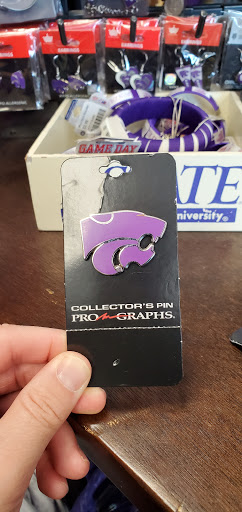 GAME DAY
ATE
University®
COLLECTOR'S PIN
PRO GRAPHS.